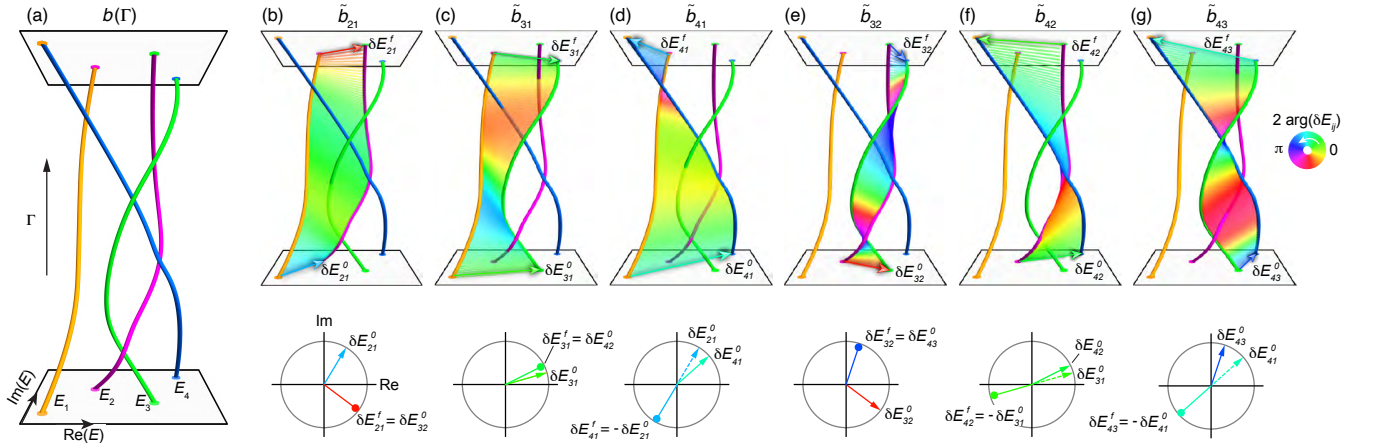 (a) b(Γ)
(b) b̃₂₁
(c) b̃₃₁
(d) b̃₄₁
(e) b̃₃₂
(f) b̃₄₂
(g) b̃₄₃
δE₂₁ᶠ
δE₃₁ᶠ
δE₄₁ᶠ
δE₃₂ᶠ
δE₄₂ᶠ
δE₄₃ᶠ
2 arg(δEᵢⱼ)
π 0
Γ
δE₂₁⁰
δE₃₁⁰
δE₄₁⁰
δE₃₂⁰
δE₄₂⁰
δE₄₃⁰
E₁ E₂ E₃ E₄
Im(E)
Re(E)
Im
Re
δE₂₁⁰
δE₂₁ᶠ = δE₃₂⁰
δE₃₁ᶠ = δE₄₂⁰
δE₃₁⁰
δE₂₁⁰
δE₄₁⁰
δE₄₁ᶠ = -δE₂₁⁰
δE₃₂ᶠ = δE₄₃⁰
δE₃₂⁰
δE₄₂⁰
δE₃₁⁰
δE₄₂ᶠ = -δE₃₁⁰
δE₄₃⁰
δE₄₁⁰
δE₄₃ᶠ = -δE₄₁⁰